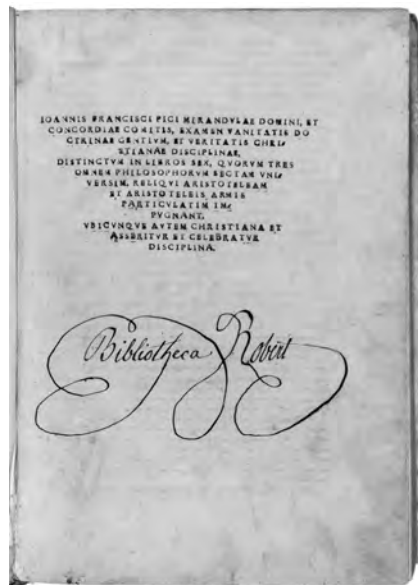 IOANNIS FRANCISCI PICI MIRANDVLAE DOMINI, ET
CONCORDIAE COMITIS, EXAMEN VANITATIS DO
CTRINAE GENTIVM, ET VERITATIS CHRI/
STIANAE DISCIPLINAE,
DISTINCTVM IN LIBROS SEX, QVORVM TRES
OMNEM PHILOSOPHORVM SECTAM VNI/
VERSIM, RELIQVI ARISTOTELEAM
ET ARISTOTELEIS ARMIS
PARTICVLATIM IM/
PVGNANT,
VBICVNQVE AVTEM CHRISTIANA ET
ASSERITVR ET CELEBRATVR
DISCIPLINA.
Bibliotheca Robert